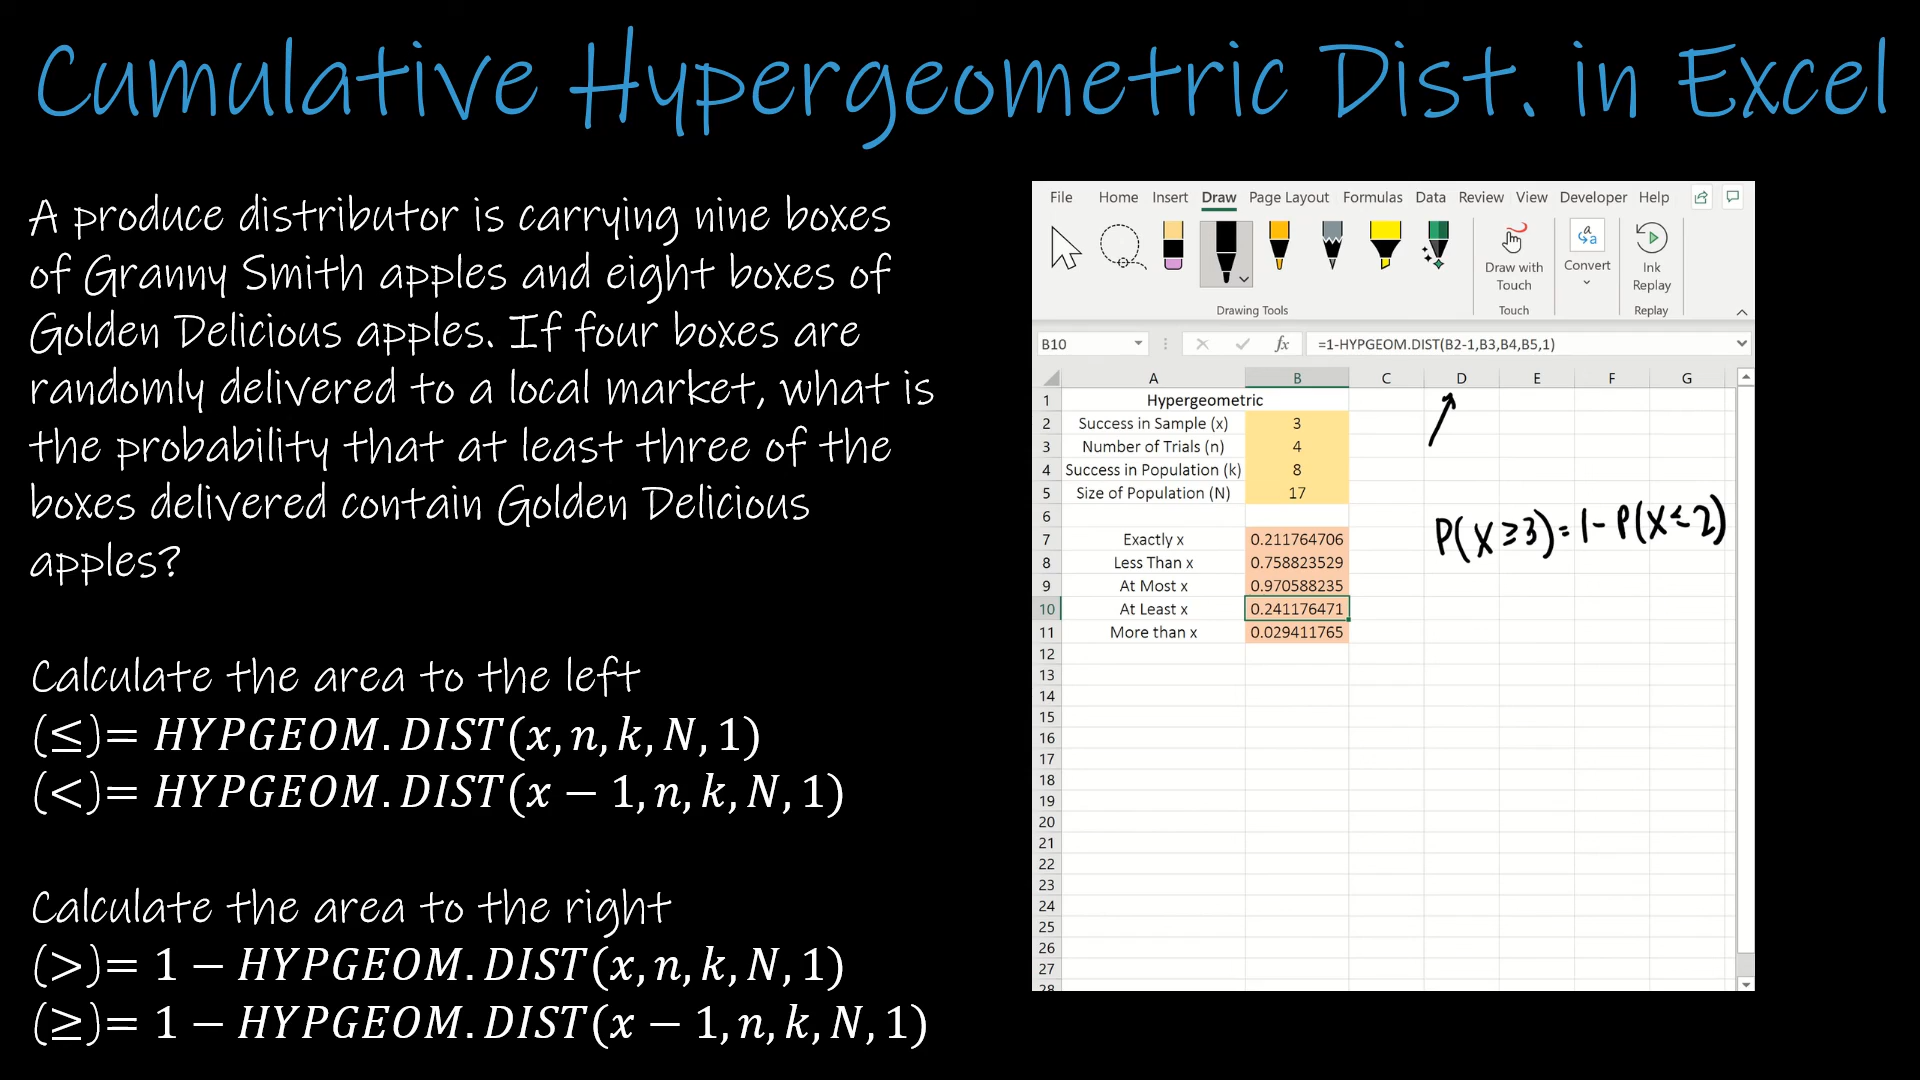 Cumulative Hypergeometric Dist. in Excel
A produce distributor is carrying nine boxes
of Granny Smith apples and eight boxes of
Golden Delicious apples. If four boxes are
randomly delivered to a local market, what is
the probability that at least three of the
boxes delivered contain Golden Delicious
apples?
Calculate the area to the left
(≤)= HYPGEOM.DIST(x, n, k, N, 1)
(<)= HYPGEOM.DIST(x − 1, n, k, N, 1)
Calculate the area to the right
(>)= 1 − HYPGEOM.DIST(x, n, k, N, 1)
(≥)= 1 − HYPGEOM.DIST(x − 1, n, k, N, 1)
File Home Insert Draw Page Layout Formulas Data Review View Developer Help
Draw with Touch Convert Ink Replay
Drawing Tools Touch Replay
B10 fx =1-HYPGEOM.DIST(B2-1,B3,B4,B5,1)
A B C D E F G
1 Hypergeometric
2 Success in Sample (x) 3
3 Number of Trials (n) 4
4 Success in Population (k) 8
5 Size of Population (N) 17
6
P(X≥3)=1-P(X≤2)
7 Exactly x 0.211764706
8 Less Than x 0.758823529
9 At Most x 0.970588235
10 At Least x 0.241176471
11 More than x 0.029411765
12
13
14
15
16
17
18
19
20
21
22
23
24
25
26
27
28